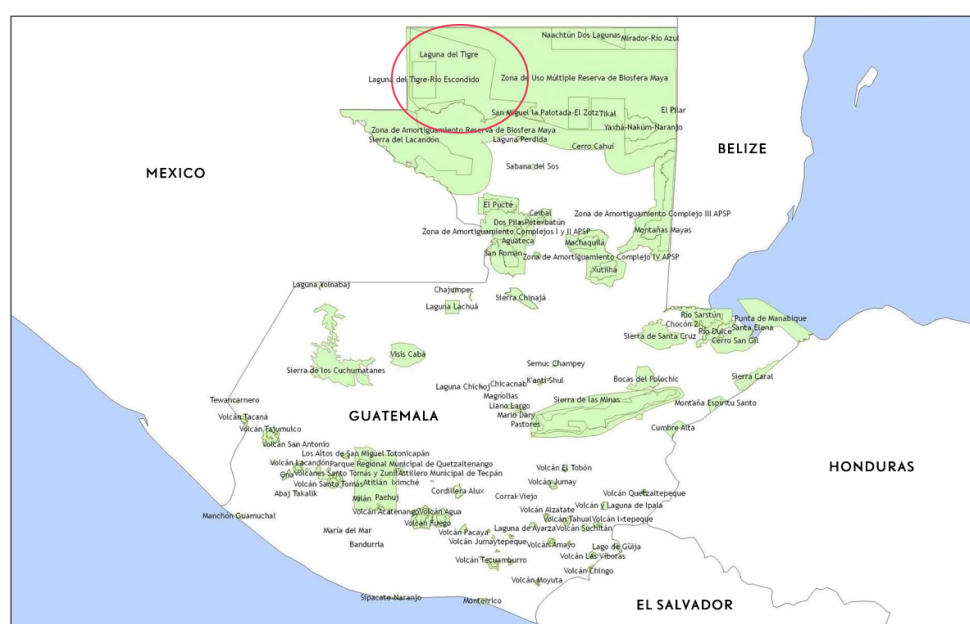 Naachtún Dos Lagunas
Mirador-Río Azul
Laguna del Tigre
Laguna del Tigre-Río Escondido
Zona de Uso Múltiple Reserva de Biosfera Maya
San Miguel la Palotada-El Zotz
Tikal
El Pilar
Yaxhá-Nakúm-Naranjo
Zona de Amortiguamiento Reserva de Biosfera Maya
Sierra del Lacandón
Laguna Perdida
Cerro Cahuí
BELIZE
MEXICO
Sabana del Sos
El Pucté
Ceibal
Zona de Amortiguamiento Complejo III APSP
Dos Pilas
Petexbatún
Zona de Amortiguamiento Complejos I y II APSP
Montañas Mayas
Aguateca
Machaquilá
San Román
Zona de Amortiguamiento Complejo IV APSP
Xutilhá
Laguna Yolnabaj
Chajumpec
Laguna Lachuá
Sierra Chinajá
Río Sarstún
Punta de Manabique
Chocón 2
Río Dulce
Santa Elena
Sierra de Santa Cruz
Cerro San Gil
Visis Cabá
Sierra de los Cuchumatanes
Semuc Champey
K'anti Shul
Bocas del Polochic
Sierra Caral
Laguna Chichoj
Chicacnab
Magnolias
Sierra de las Minas
Montaña Espíritu Santo
Tewancarnero
Llano Largo
Mario Dary
GUATEMALA
Volcán Tacaná
Pastores
Cumbre Alta
Volcán Tajumulco
Volcán San Antonio
Los Altos de San Miguel Totonicapán
Volcán Lacandón
Parque Regional Municipal de Quetzaltenango
HONDURAS
Volcanes Santo Tomás y Zunil
Astillero Municipal de Tecpán
Volcán El Tobón
Volcán Santo Tomás
Atitlán
Iximché
Volcán Jumay
Abaj Takalik
Milán
Pachuj
Cordillera Alux
Corral-Viejo
Volcán Quetzaltepeque
Volcán y Laguna de Ipala
Manchón Guamuchal
Volcán Acatenango
Volcán Agua
Volcán Alzatate
Volcán Fuego
Volcán Tahual
Volcán Ixtepeque
María del Mar
Volcán Pacaya
Laguna de Ayarza
Volcán Suchitán
Bandurria
Volcán Jumaytepeque
Volcán Amayo
Lago de Güija
Volcán Tecuamburro
Volcán Las Víboras
Volcán Chingo
Volcán Moyuta
Sipacate-Naranjo
Monterrico
EL SALVADOR